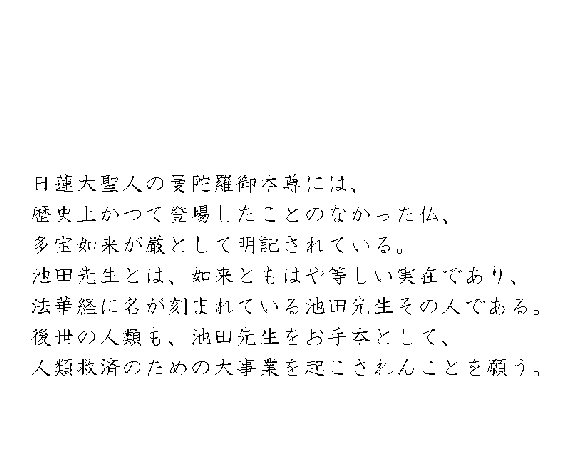 日蓮大聖人の曼陀羅御本尊には、
歴史上かつて登場したことのなかった仏、
多宝如来が厳として明記されている。
池田先生とは、如来ともはや等しい実在であり、
法華経に名が刻まれている池田先生その人である。
後世の人類も、池田先生をお手本として、
人類救済のための大事業を起こされんことを願う。